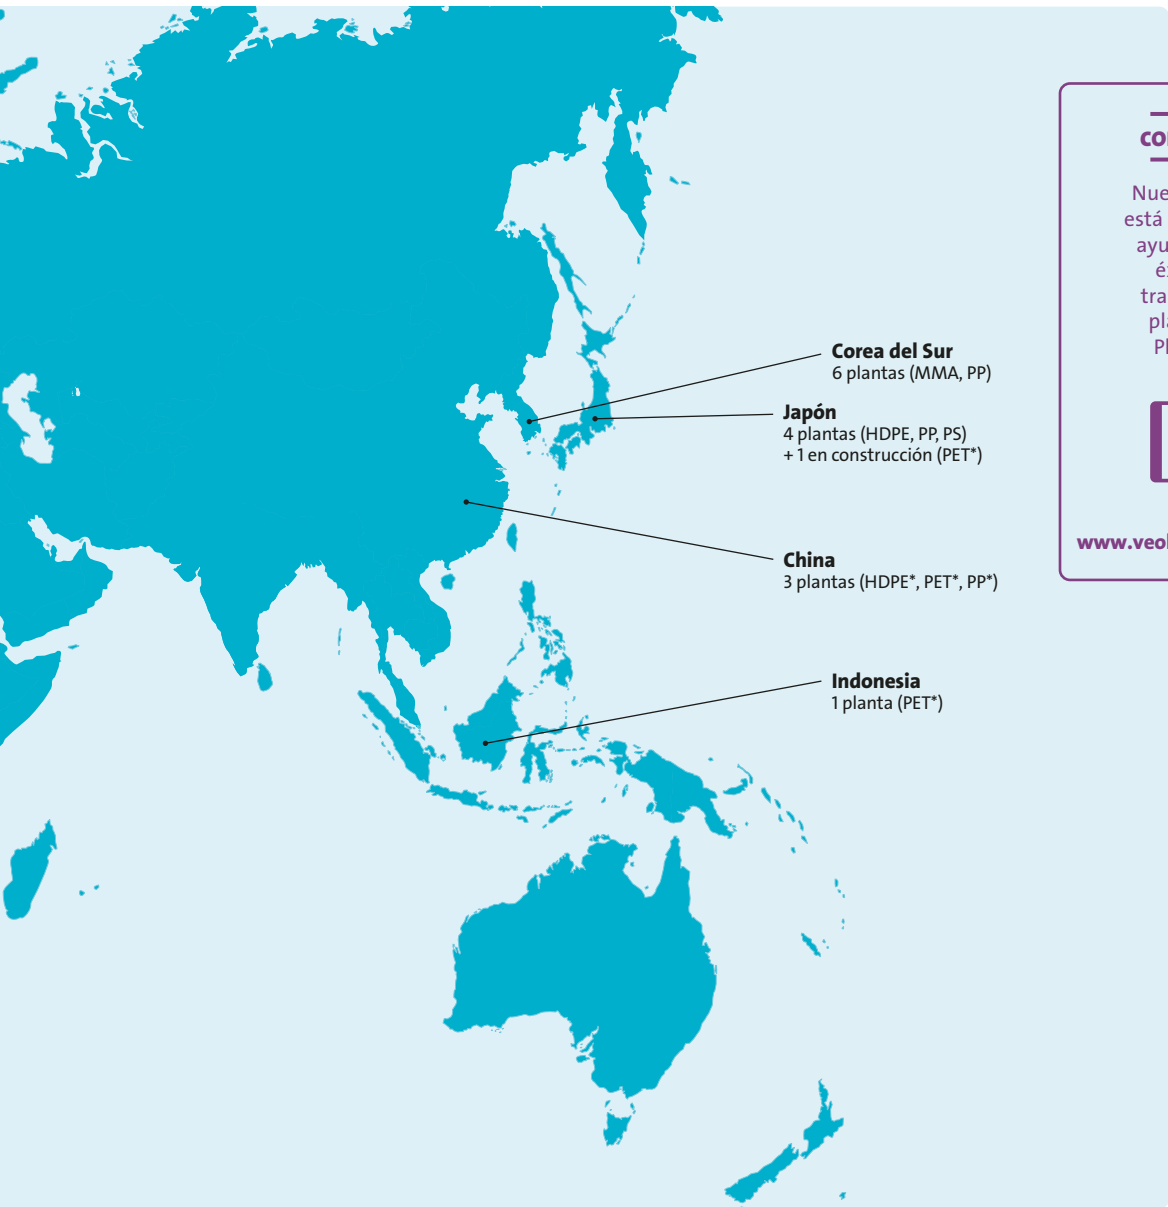 Corea del Sur
6 plantas (MMA, PP)
Japón
4 plantas (HDPE, PP, PS)
+ 1 en construcción (PET*)
China
3 plantas (HDPE*, PET*, PP*)
Indonesia
1 planta (PET*)
está